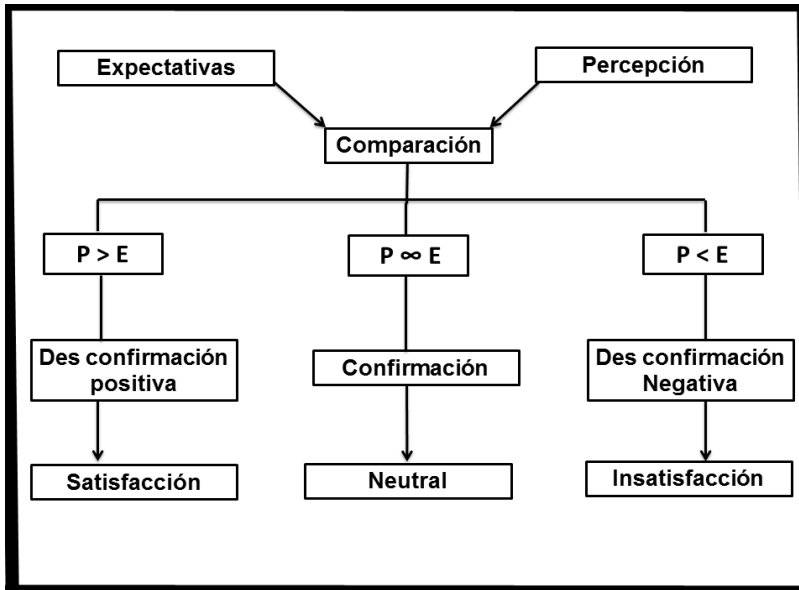 Expectativas
Percepción
Comparación
P > E
P ∞ E
P < E
Des confirmación
positiva
Confirmación
Des confirmación
Negativa
Satisfacción
Neutral
Insatisfacción